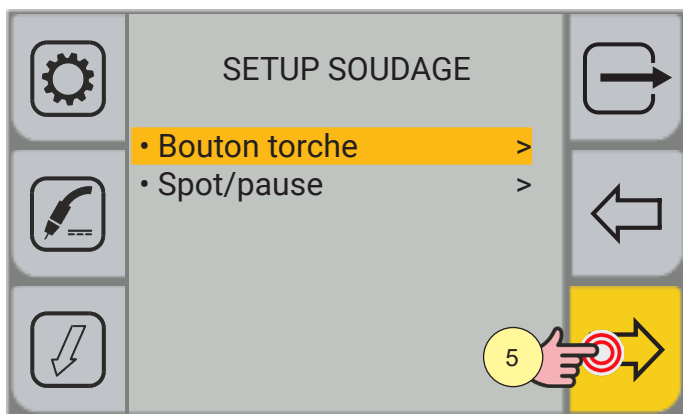 SETUP SOUDAGE
• Bouton torche >
• Spot/pause >
5